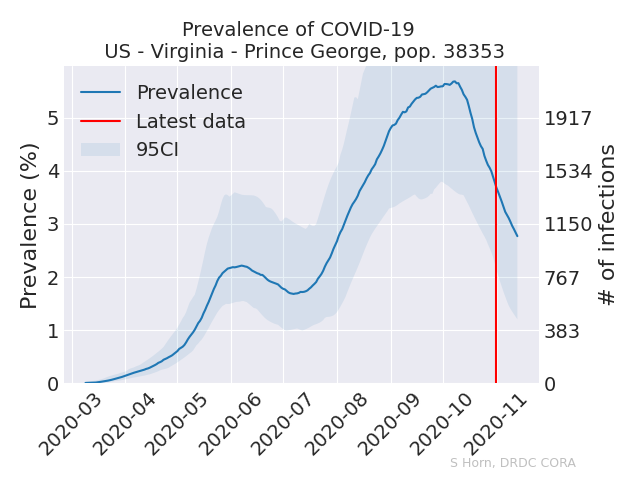 Prevalence of COVID-19
US - Virginia - Prince George, pop. 38353
Prevalence
Latest data
95CI
Prevalence (%)
5
4
3
2
1
0
1917
1534
1150
767
383
0
# of infections
2020-03
2020-04
2020-05
2020-06
2020-07
2020-08
2020-09
2020-10
2020-11
S Horn, DRDC CORA